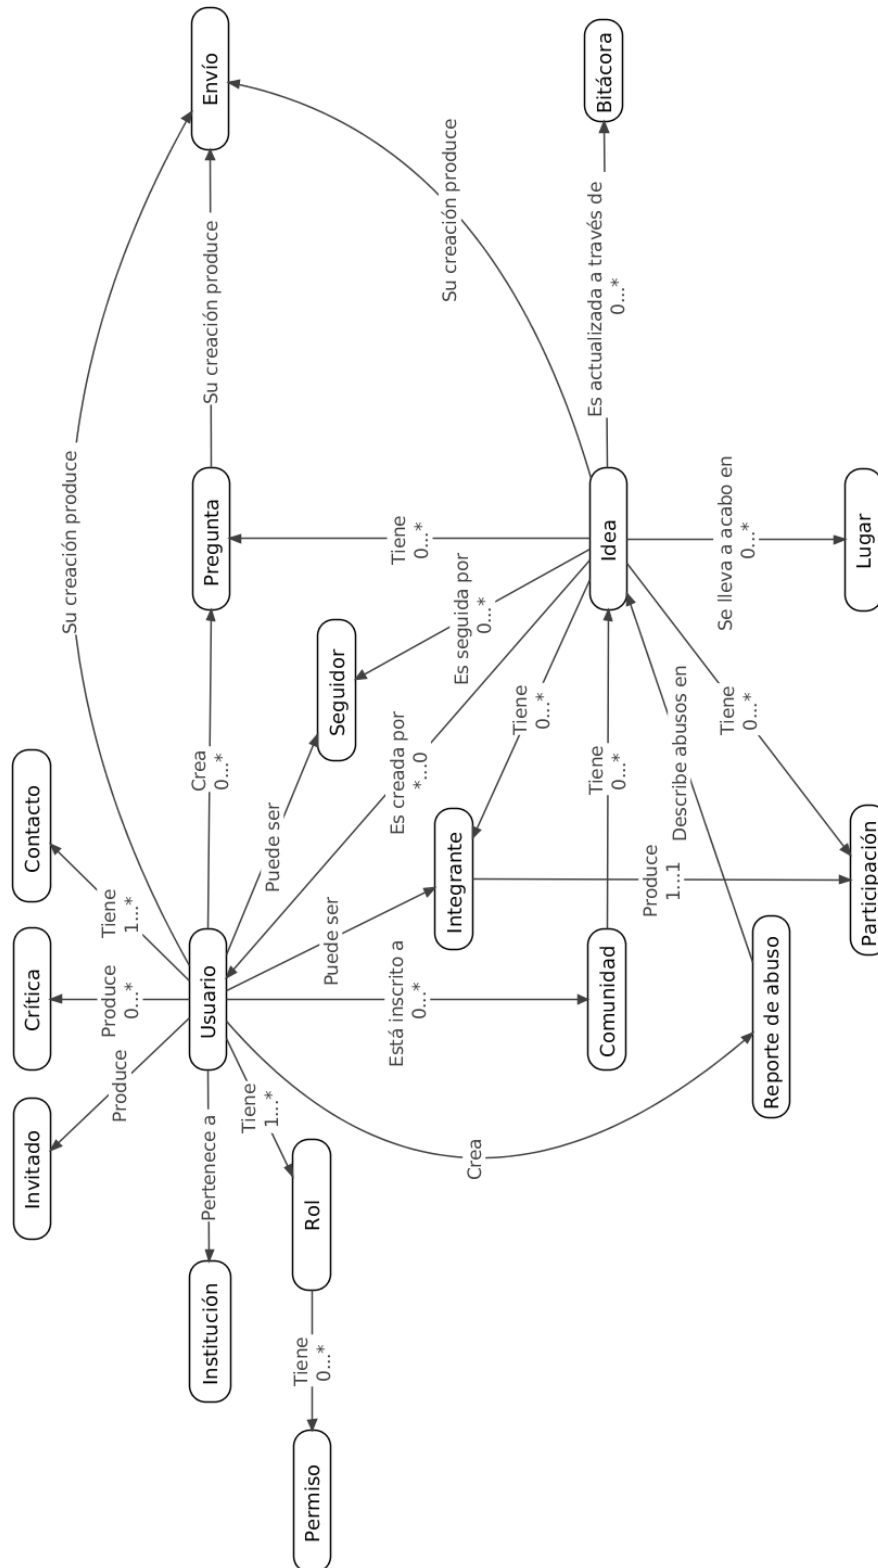 Invitado
Crítica
Contacto
Su creación produce
Produce
Produce
0...*
Tiene
1...*
Institución
Pertenece a
Usuario
Crea
0...*
Pregunta
Su creación produce
Envío
Tiene
1...*
Puede ser
Permiso
Tiene
0...*
Rol
Puede ser
Seguidor
Está inscrito a
0...*
Es creada por
*...0
Tiene
0...*
Su creación produce
Integrante
Es seguida por
0...*
Crea
Tiene
0...*
Comunidad
Tiene
0...*
Idea
Es actualizada a través de
0...*
Bitácora
Produce
1...1
Describe abusos en
Tiene
0...*
Se lleva a acabo en
0...*
Reporte de abuso
Participación
Lugar